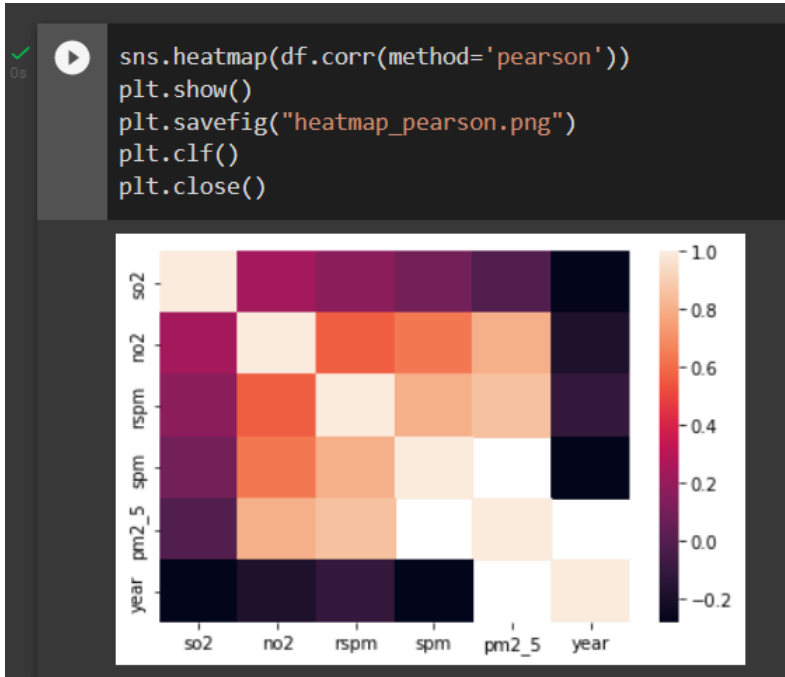 0s
sns.heatmap(df.corr(method='pearson'))
plt.show()
plt.savefig("heatmap_pearson.png")
plt.clf()
plt.close()
so2
no2
rspm
spm
pm2_5
year
1.0
0.8
0.6
0.4
0.2
0.0
−0.2
so2 no2 rspm spm pm2_5 year